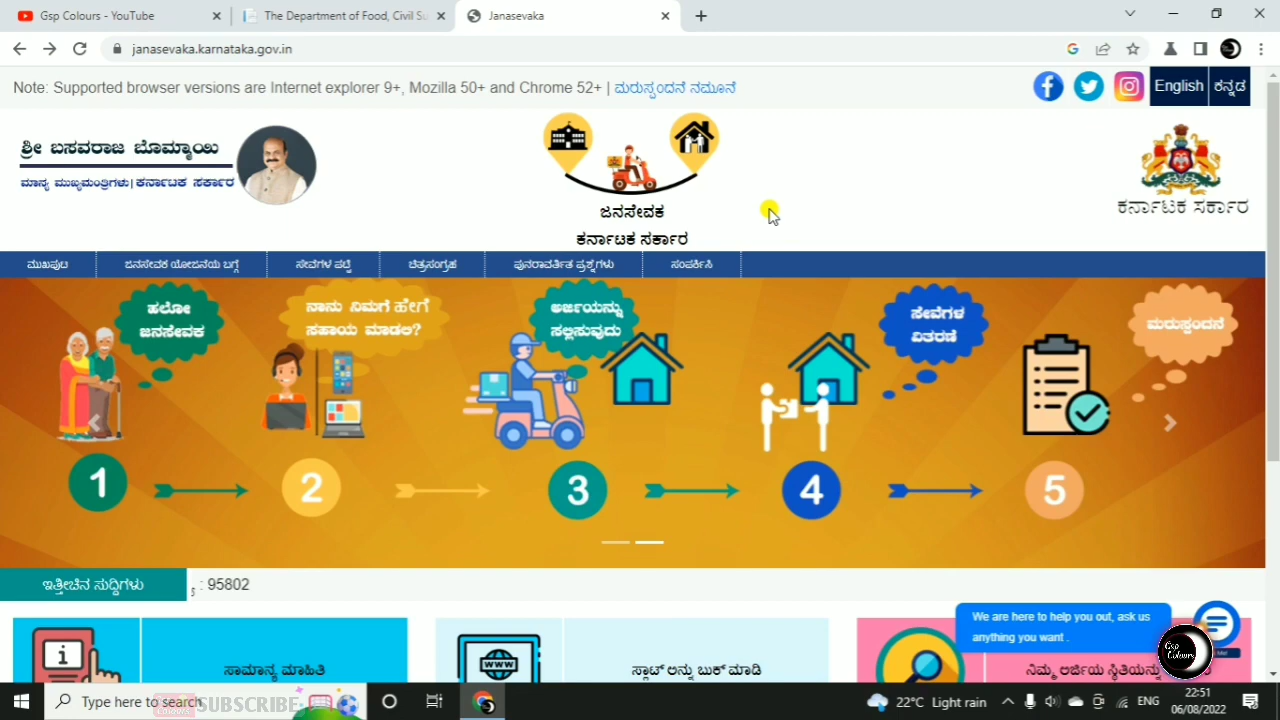 Gsp Colours - YouTube
The Department of Food, Civil Su
Janasevaka
janasevaka.karnataka.gov.in
Note: Supported browser versions are Internet explorer 9+, Mozilla 50+ and Chrome 52+ | ಮರುಸ್ಪಂದನೆ ನಮೂನೆ
English ಕನ್ನಡ
ಶ್ರೀ ಬಸವರಾಜ ಬೊಮ್ಮಾಯಿ
ಮಾನ್ಯ ಮುಖ್ಯಮಂತ್ರಿಗಳು| ಕರ್ನಾಟಕ ಸರ್ಕಾರ
ಜನಸೇವಕ
ಕರ್ನಾಟಕ ಸರ್ಕಾರ
ಕರ್ನಾಟಕ ಸರ್ಕಾರ
ಮುಖಪುಟ ಜನಸೇವಕ ಯೋಜನೆಯ ಬಗ್ಗೆ ಸೇವೆಗಳ ಪಟ್ಟಿ ಚಿತ್ರಸಂಗ್ರಹ ಪುನರಾವರ್ತಿತ ಪ್ರಶ್ನೆಗಳು ಸಂಪರ್ಕಿಸಿ
ಹಲೋ
ಜನಸೇವಕ
ನಾನು ನಿಮಗೆ ಹೇಗೆ
ಸಹಾಯ ಮಾಡಲಿ?
ಅರ್ಜಿಯನ್ನು
ಸಲ್ಲಿಸುವುದು
ಸೇವೆಗಳ
ವಿತರಣೆ
ಮರುಸ್ಪಂದನೆ
1 2 3 4 5
ಇತ್ತೀಚಿನ ಸುದ್ದಿಗಳು
: 95802
We are here to help you out, ask us
anything you want .
ಸಾಮಾನ್ಯ ಮಾಹಿತಿ
WWW
ಸ್ಲಾಟ್ ಅನ್ನು ಬುಕ್ ಮಾಡಿ
ನಿಮ್ಮ ಅರ್ಜಿಯ ಸ್ಥಿತಿಯನ್ನು
Gsp
Colours
Type here to search
SUBSCRIBE
22°C Light rain
ENG
22:51
06/08/2022